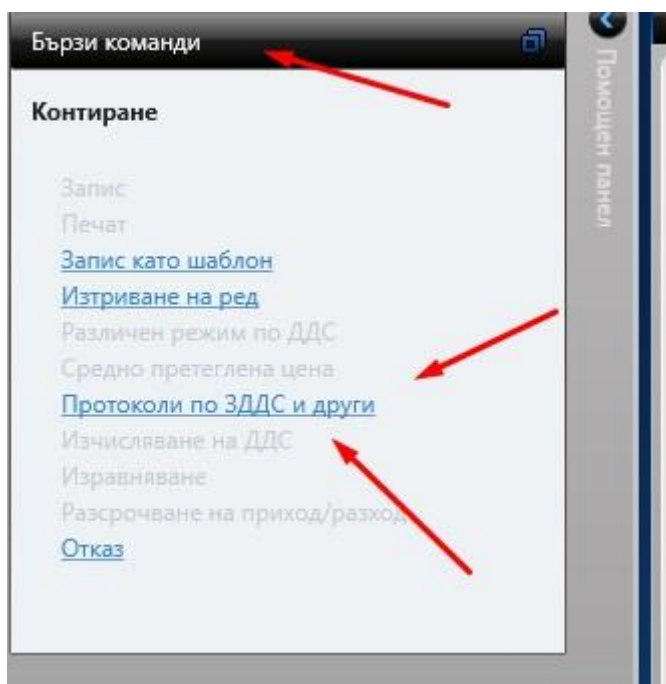 Бързи команди
Контиране
Запис
Печат
Запис като шаблон
Изтриване на ред
Различен режим по ДДС
Средно претеглена цена
Протоколи по ЗДДС и други
Изчисляване на ДДС
Изравняване
Разсрочване на приход/разход
Отказ
Помощен панел